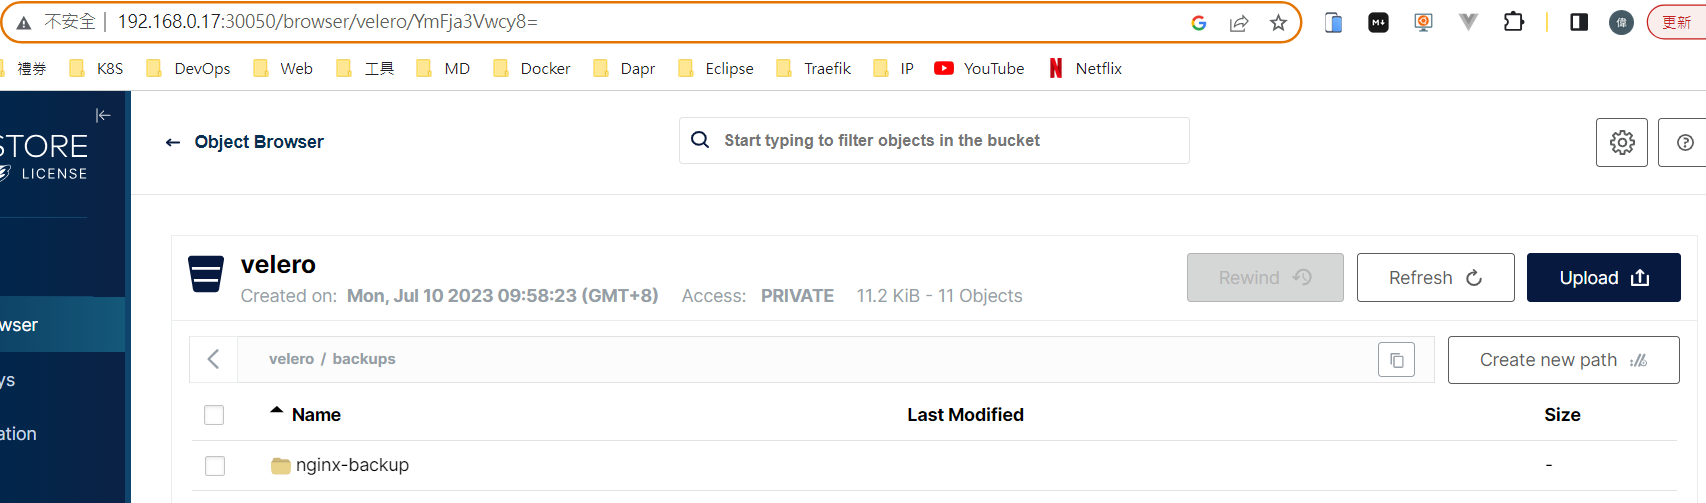 不安全 192.168.0.17:30050/browser/velero/YmFja3Vwcy8= 偉 更新
禮券 K8S DevOps Web 工具 MD Docker Dapr Eclipse Traefik IP YouTube Netflix
STORE
LICENSE
← Object Browser Start typing to filter objects in the bucket
velero
Created on: Mon, Jul 10 2023 09:58:23 (GMT+8) Access: PRIVATE 11.2 KiB - 11 Objects
Rewind Refresh Upload
wser
velero / backups Create new path
ys
Name Last Modified Size
ation
nginx-backup -